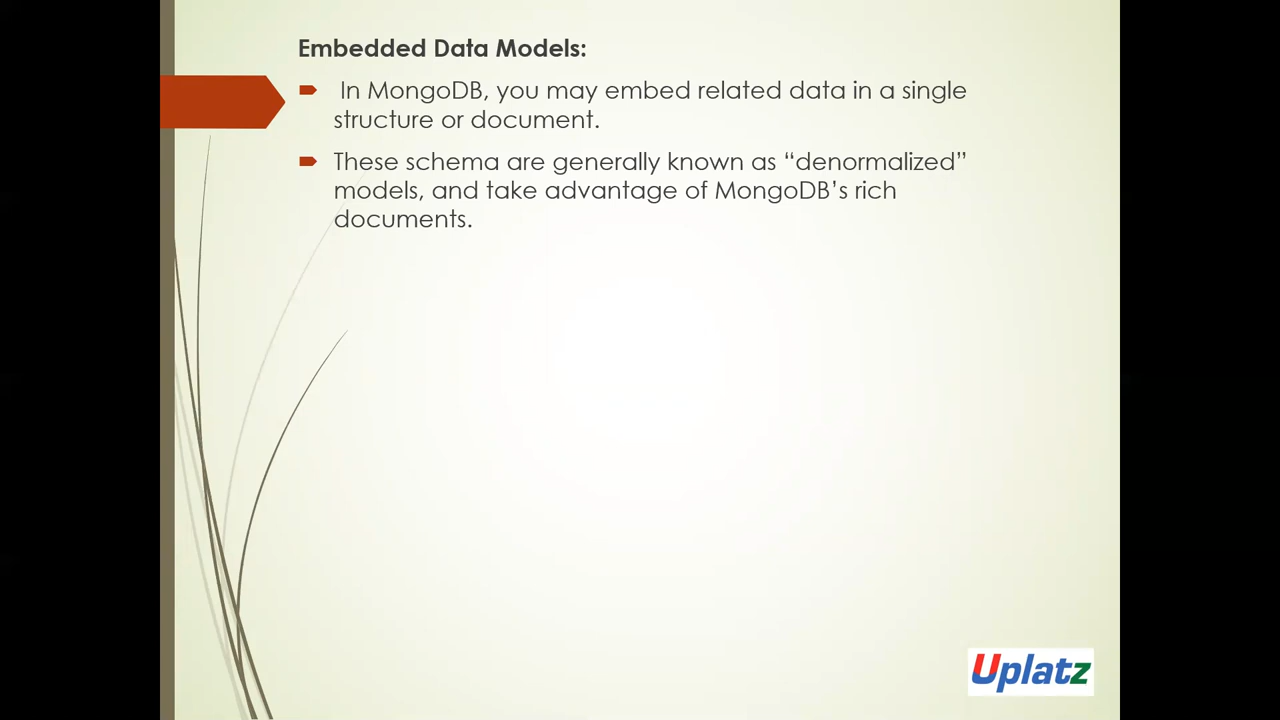 Embedded Data Models:
In MongoDB, you may embed related data in a single
structure or document.
These schema are generally known as “denormalized”
models, and take advantage of MongoDB’s rich
documents.
Uplatz